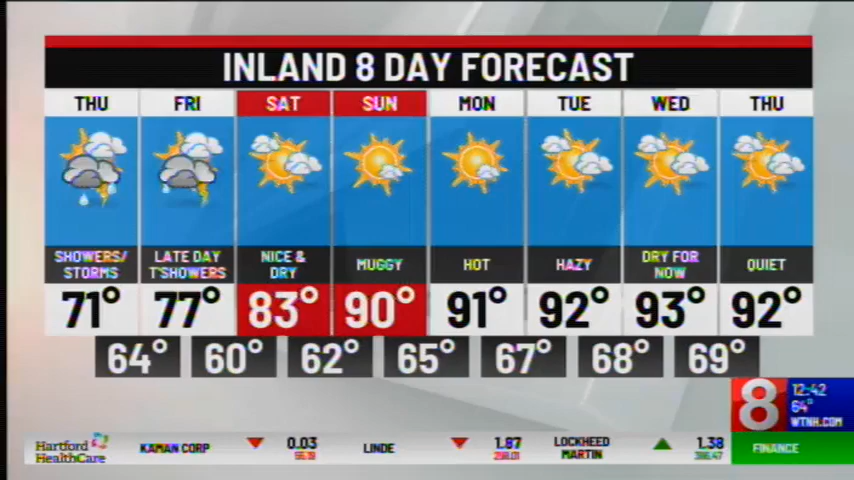 INLAND 8 DAY FORECAST
THU FRI SAT SUN MON TUE WED THU
SHOWERS/
STORMS
LATE DAY
T'SHOWERS
NICE &
DRY
MUGGY
HOT
HAZY
DRY FOR
NOW
QUIET
71° 77° 83° 90° 91° 92° 93° 92°
64° 60° 62° 65° 67° 68° 69°
8
12:42
64°
WTNH.COM
Hartford
HealthCare
KAMAN CORP 0.03
LINDE 1.87
LOCKHEED
MARTIN
1.38
FINANCE